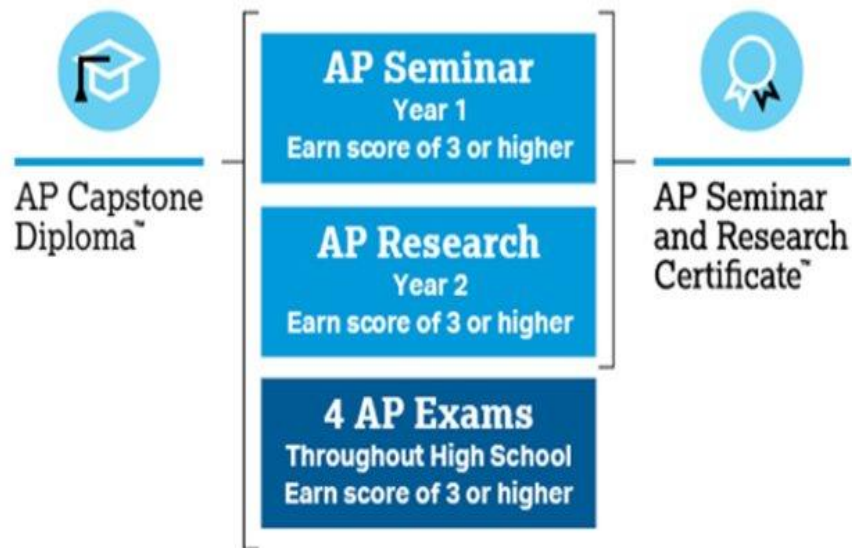 AP Capstone
Diploma™
AP Seminar
Year 1
Earn score of 3 or higher
AP Research
Year 2
Earn score of 3 or higher
4 AP Exams
Throughout High School
Earn score of 3 or higher
AP Seminar
and Research
Certificate™